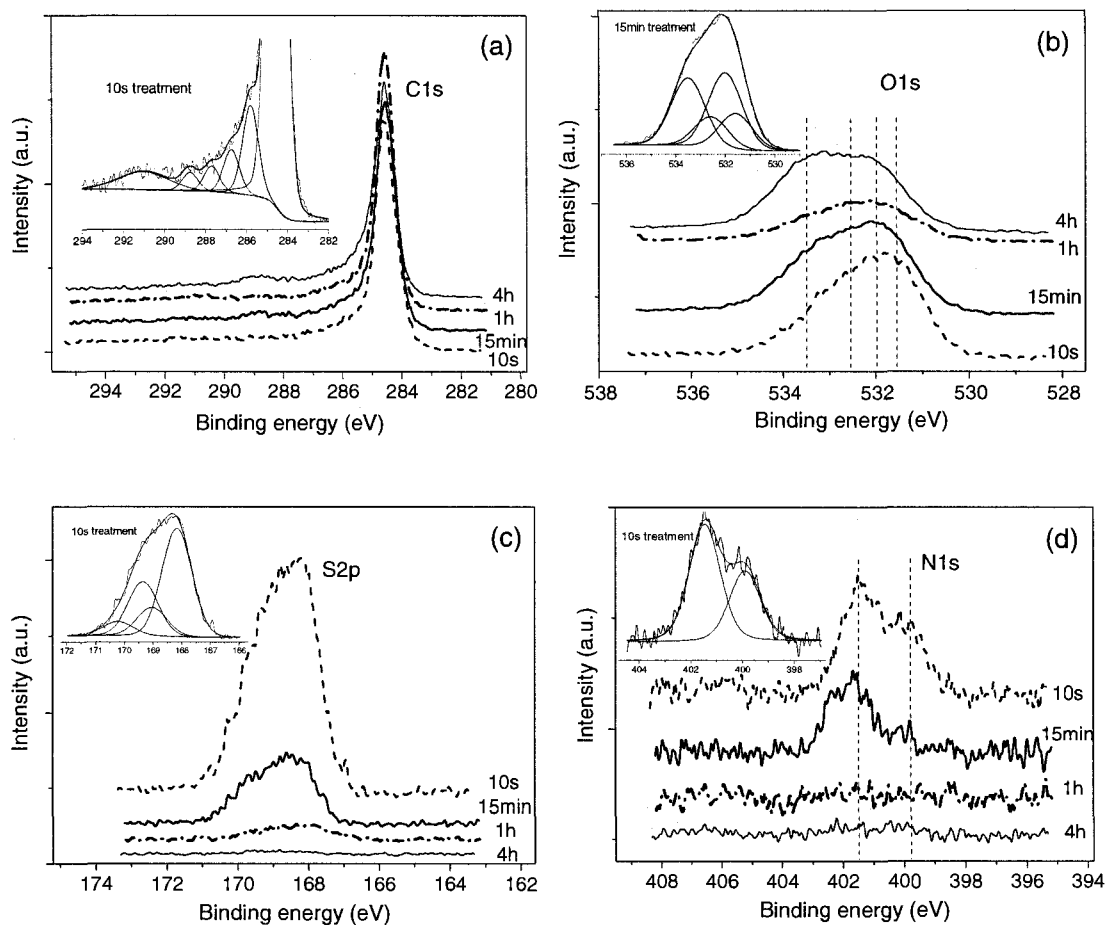 (a)
10s treatment
C1s
Intensity (a.u.)
294 292 290 288 286 284 282
4h
1h
15min
10s
294 292 290 288 286 284 282 280
Binding energy (eV)
(b)
15min treatment
O1s
Intensity (a.u.)
536 534 532 530
4h
1h
15min
10s
538 536 534 532 530 528
Binding energy (eV)
(c)
10s treatment
S2p
Intensity (a.u.)
172 171 170 169 168 167 166
10s
15min
1h
4h
174 172 170 168 166 164 162
Binding energy (eV)
(d)
10s treatment
N1s
Intensity (a.u.)
404 402 400 398
10s
15min
1h
4h
408 406 404 402 400 398 396 394
Binding energy (eV)